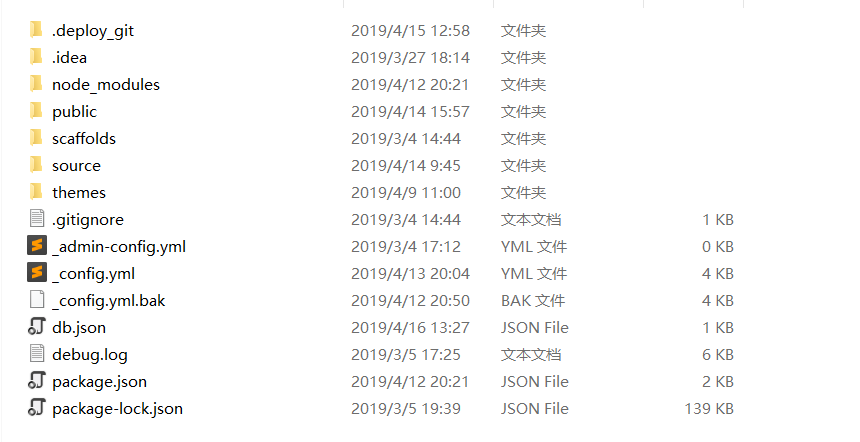 .deploy_git 2019/4/15 12:58 文件夹
.idea 2019/3/27 18:14 文件夹
node_modules 2019/4/12 20:21 文件夹
public 2019/4/14 15:57 文件夹
scaffolds 2019/3/4 14:44 文件夹
source 2019/4/14 9:45 文件夹
themes 2019/4/9 11:00 文件夹
.gitignore 2019/3/4 14:44 文本文档 1 KB
_admin-config.yml 2019/3/4 17:12 YML 文件 0 KB
_config.yml 2019/4/13 20:04 YML 文件 4 KB
_config.yml.bak 2019/4/12 20:50 BAK 文件 4 KB
db.json 2019/4/16 13:27 JSON File 1 KB
debug.log 2019/3/5 17:25 文本文档 6 KB
package.json 2019/4/12 20:21 JSON File 2 KB
package-lock.json 2019/3/5 19:39 JSON File 139 KB